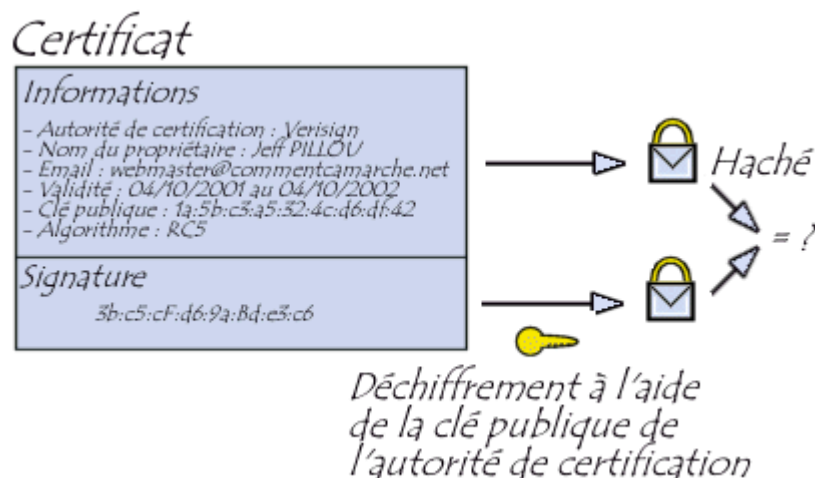 Certificat
Informations
- Autorité de certification : Verisign
- Nom du propriétaire : Jeff PILLOU
- Email : webmaster@commentcamarche.net
- Validité : 04/10/2001 au 04/10/2002
- Clé publique : 1a:5b:c3:a5:32:4c:d6:df:42
- Algorithme : RC5
Signature
3b:c5:cF:d6:9a:Bd:e3:c6
Haché
= ?
Déchiffrement à l'aide
de la clé publique de
l'autorité de certification